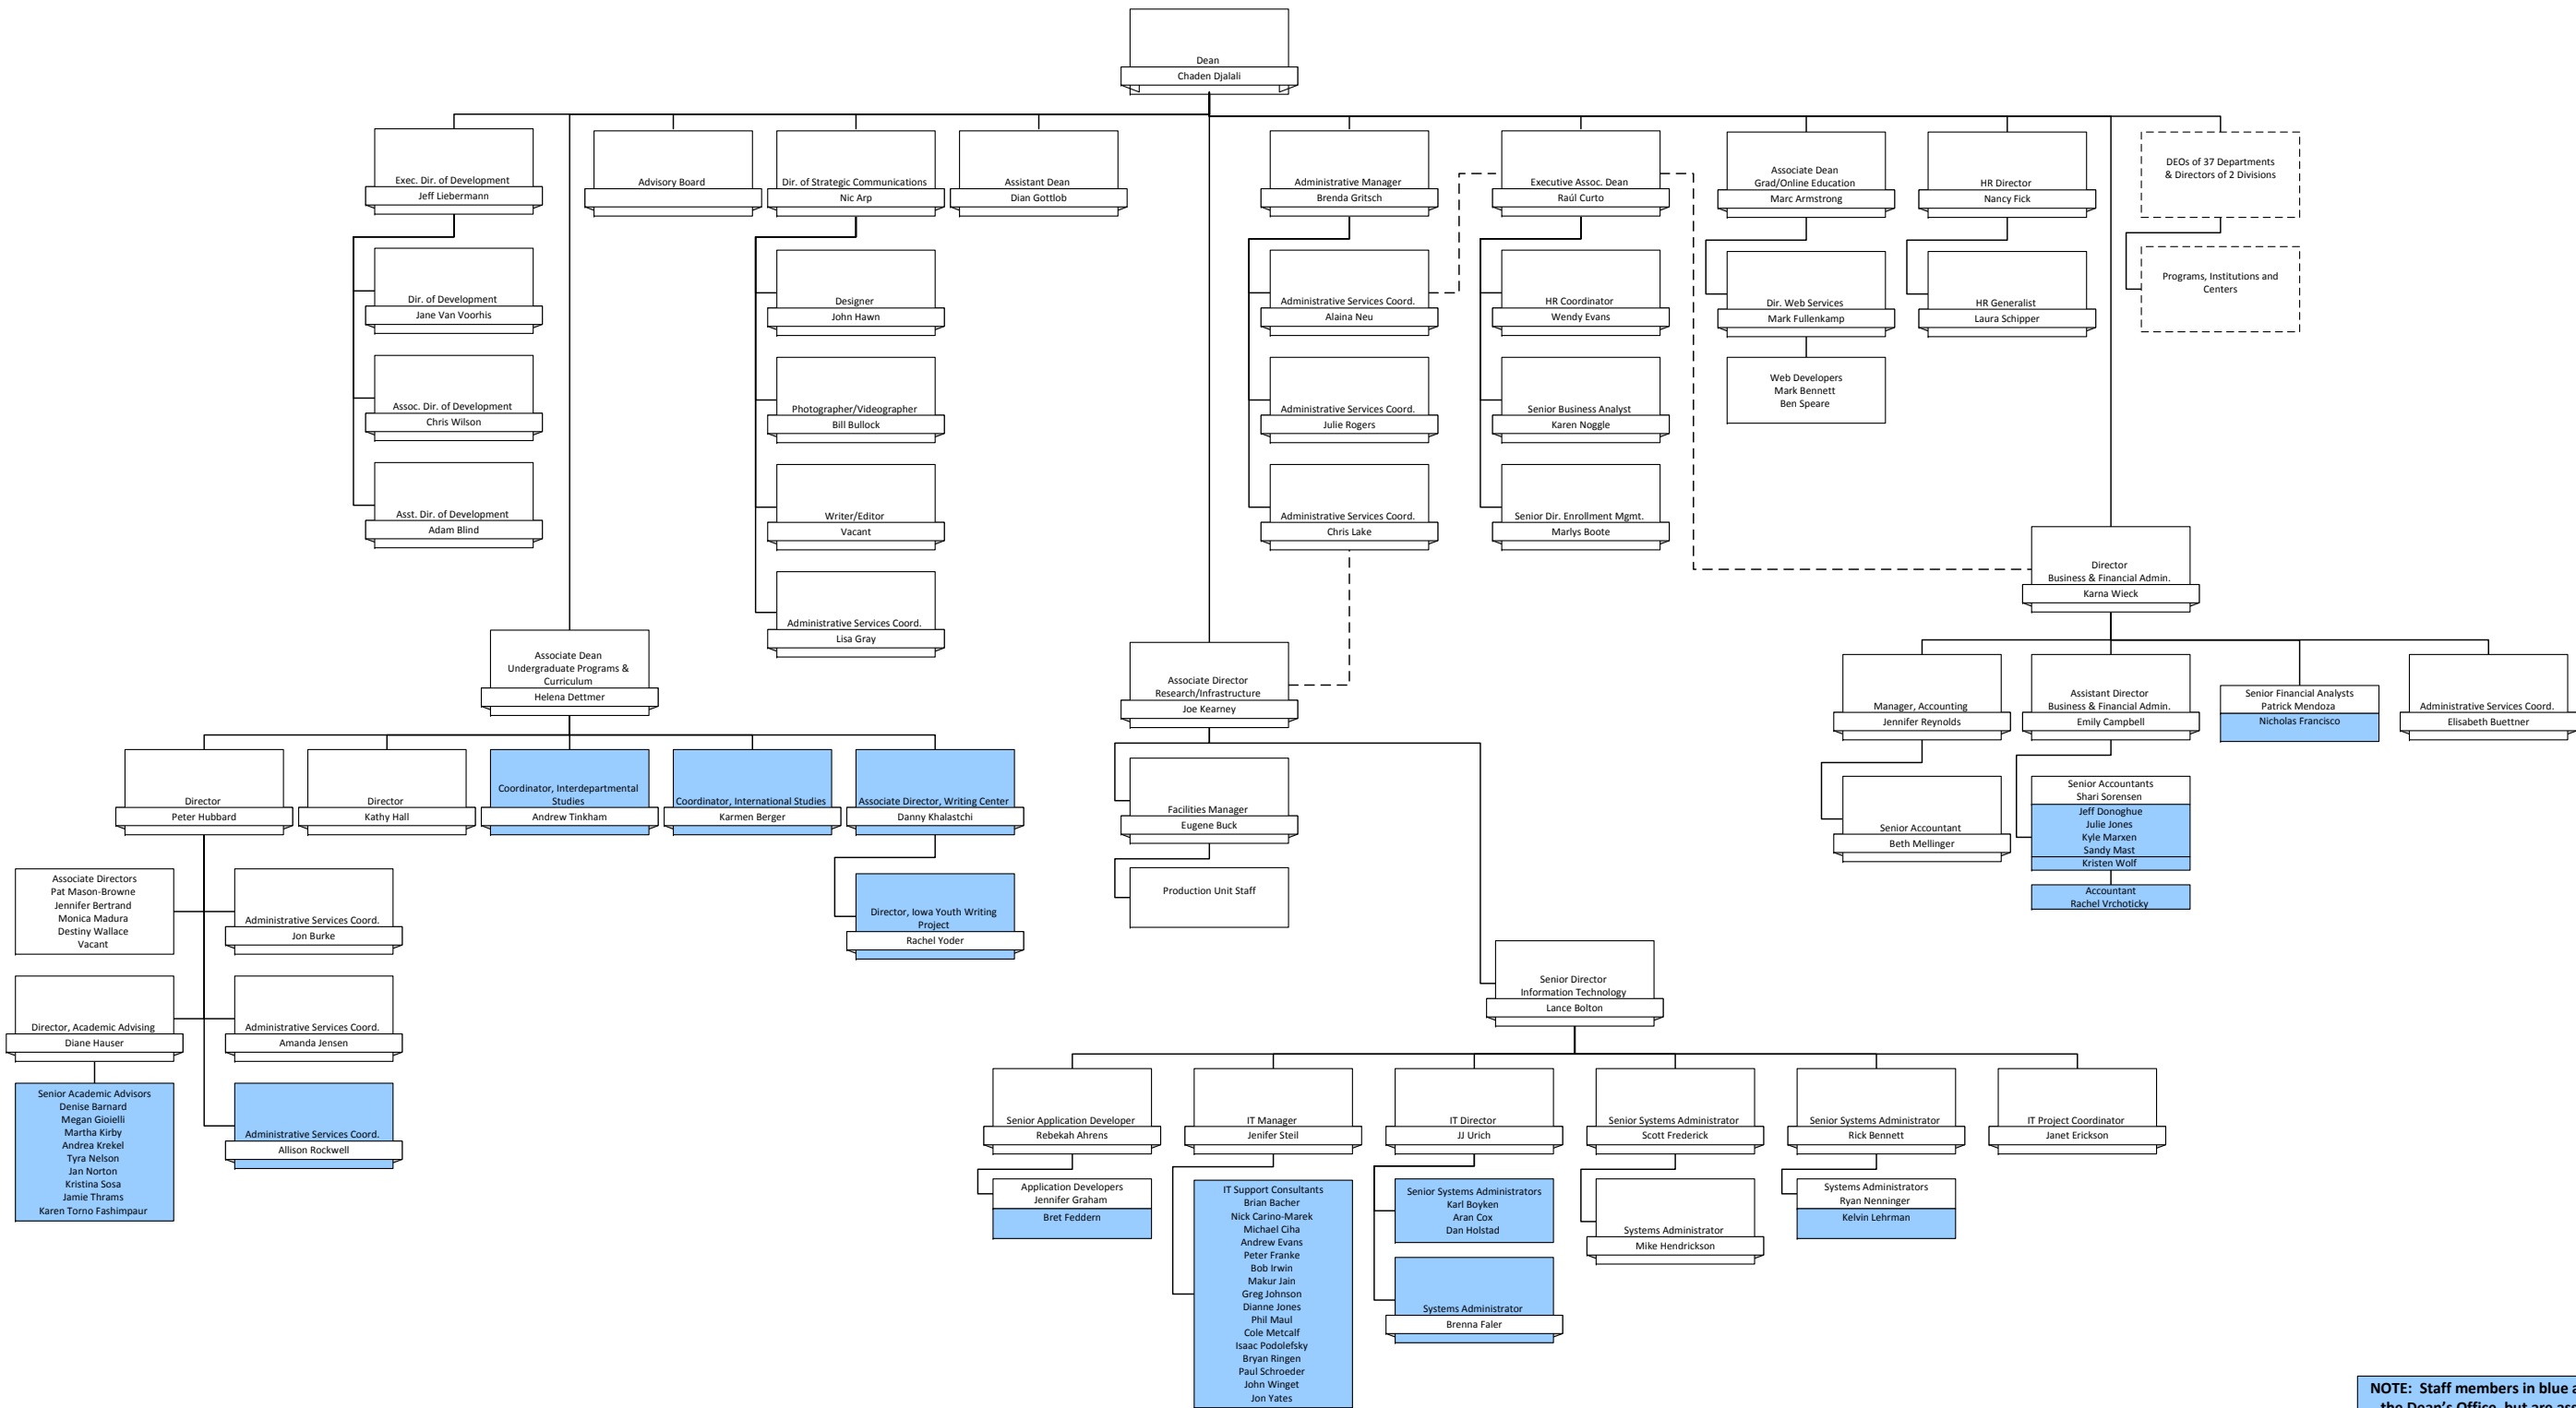 Dean
Chaden Djalali
Exec. Dir. of Development
Jeff Liebermann
Advisory Board
Dir. of Strategic Communications
Nic Arp
Assistant Dean
Dian Gottlob
Administrative Manager
Brenda Gritsch
Executive Assoc. Dean
Raúl Curto
Associate Dean
Grad/Online Education
Marc Armstrong
HR Director
Nancy Fick
DEOs of 37 Departments
& Directors of 2 Divisions
Dir. of Development
Jane Van Voorhis
Designer
John Hawn
Administrative Services Coord.
Alaina Neu
HR Coordinator
Wendy Evans
Dir. Web Services
Mark Fullenkamp
HR Generalist
Laura Schipper
Programs, Institutions and
Centers
Assoc. Dir. of Development
Chris Wilson
Photographer/Videographer
Bill Bullock
Administrative Services Coord.
Julie Rogers
Senior Business Analyst
Karen Noggle
Web Developers
Mark Bennett
Ben Speare
Asst. Dir. of Development
Adam Blind
Writer/Editor
Vacant
Administrative Services Coord.
Chris Lake
Senior Dir. Enrollment Mgmt.
Marlys Boote
Director
Business & Financial Admin.
Karna Wieck
Administrative Services Coord.
Lisa Gray
Associate Dean
Undergraduate Programs &
Curriculum
Helena Dettmer
Associate Director
Research/Infrastructure
Joe Kearney
Manager, Accounting
Jennifer Reynolds
Assistant Director
Business & Financial Admin.
Emily Campbell
Senior Financial Analysts
Patrick Mendoza
Nicholas Francisco
Administrative Services Coord.
Elisabeth Buettner
Director
Peter Hubbard
Director
Kathy Hall
Coordinator, Interdepartmental
Studies
Andrew Tinkham
Coordinator, International Studies
Karmen Berger
Associate Director, Writing Center
Danny Khalastchi
Facilities Manager
Eugene Buck
Senior Accountant
Beth Mellinger
Senior Accountants
Shari Sorensen
Jeff Donoghue
Julie Jones
Kyle Marxen
Sandy Mast
Kristen Wolf
Accountant
Rachel Vrchoticky
Associate Directors
Pat Mason-Browne
Jennifer Bertrand
Monica Madura
Destiny Wallace
Vacant
Administrative Services Coord.
Jon Burke
Director, Iowa Youth Writing
Project
Rachel Yoder
Production Unit Staff
Director, Academic Advising
Diane Hauser
Administrative Services Coord.
Amanda Jensen
Senior Director
Information Technology
Lance Bolton
Senior Academic Advisors
Denise Barnard
Megan Gioielli
Martha Kirby
Andrea Krekel
Tyra Nelson
Jan Norton
Kristina Sosa
Jamie Thrams
Karen Torno Fashimpaur
Administrative Services Coord.
Allison Rockwell
Senior Application Developer
Rebekah Ahrens
IT Manager
Jenifer Steil
IT Director
JJ Urich
Senior Systems Administrator
Scott Frederick
Senior Systems Administrator
Rick Bennett
IT Project Coordinator
Janet Erickson
Application Developers
Jennifer Graham
Bret Feddern
IT Support Consultants
Brian Bacher
Nick Carino-Marek
Michael Ciha
Andrew Evans
Peter Franke
Bob Irwin
Makur Jain
Greg Johnson
Dianne Jones
Phil Maul
Cole Metcalf
Isaac Podolefsky
Bryan Ringen
Paul Schroeder
John Winget
Jon Yates
Senior Systems Administrators
Karl Boyken
Aran Cox
Dan Holstad
Systems Administrator
Brenna Faler
Systems Administrator
Mike Hendrickson
Systems Administrators
Ryan Nenninger
Kelvin Lehrman
NOTE: Staff members in blue
the Dean's Office, but are